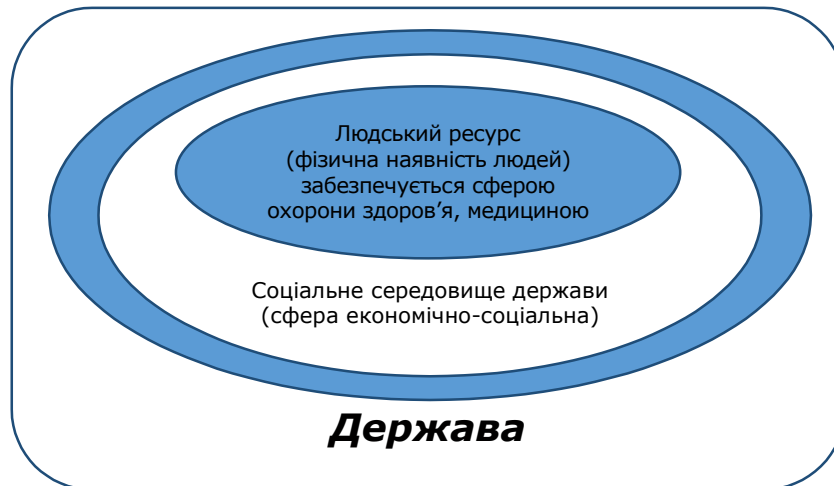 Людський ресурс
(фізична наявність людей)
забезпечується сферою
охорони здоров’я, медициною
Соціальне середовище держави
(сфера економічно-соціальна)
Держава